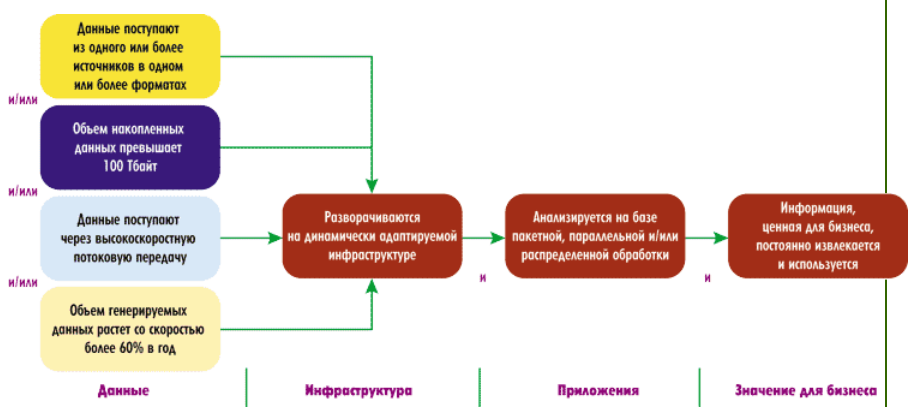 Данные поступают
из одного или более
источников в одном
или более форматах
и/или
Объем накопленных
данных превышает
100 Тбайт
и/или
Данные поступают
через высокоскоростную
потоковую передачу
и/или
Объем генерируемых
данных растет со скоростью
более 60% в год
Разворачиваются
на динамически адаптируемой
инфраструктуре
и
Анализируется на базе
пакетной, параллельной и/или
распределенной обработки
и
Информация,
ценная для бизнеса,
постоянно извлекается
и используется
Данные
Инфраструктура
Приложения
Значение для бизнеса